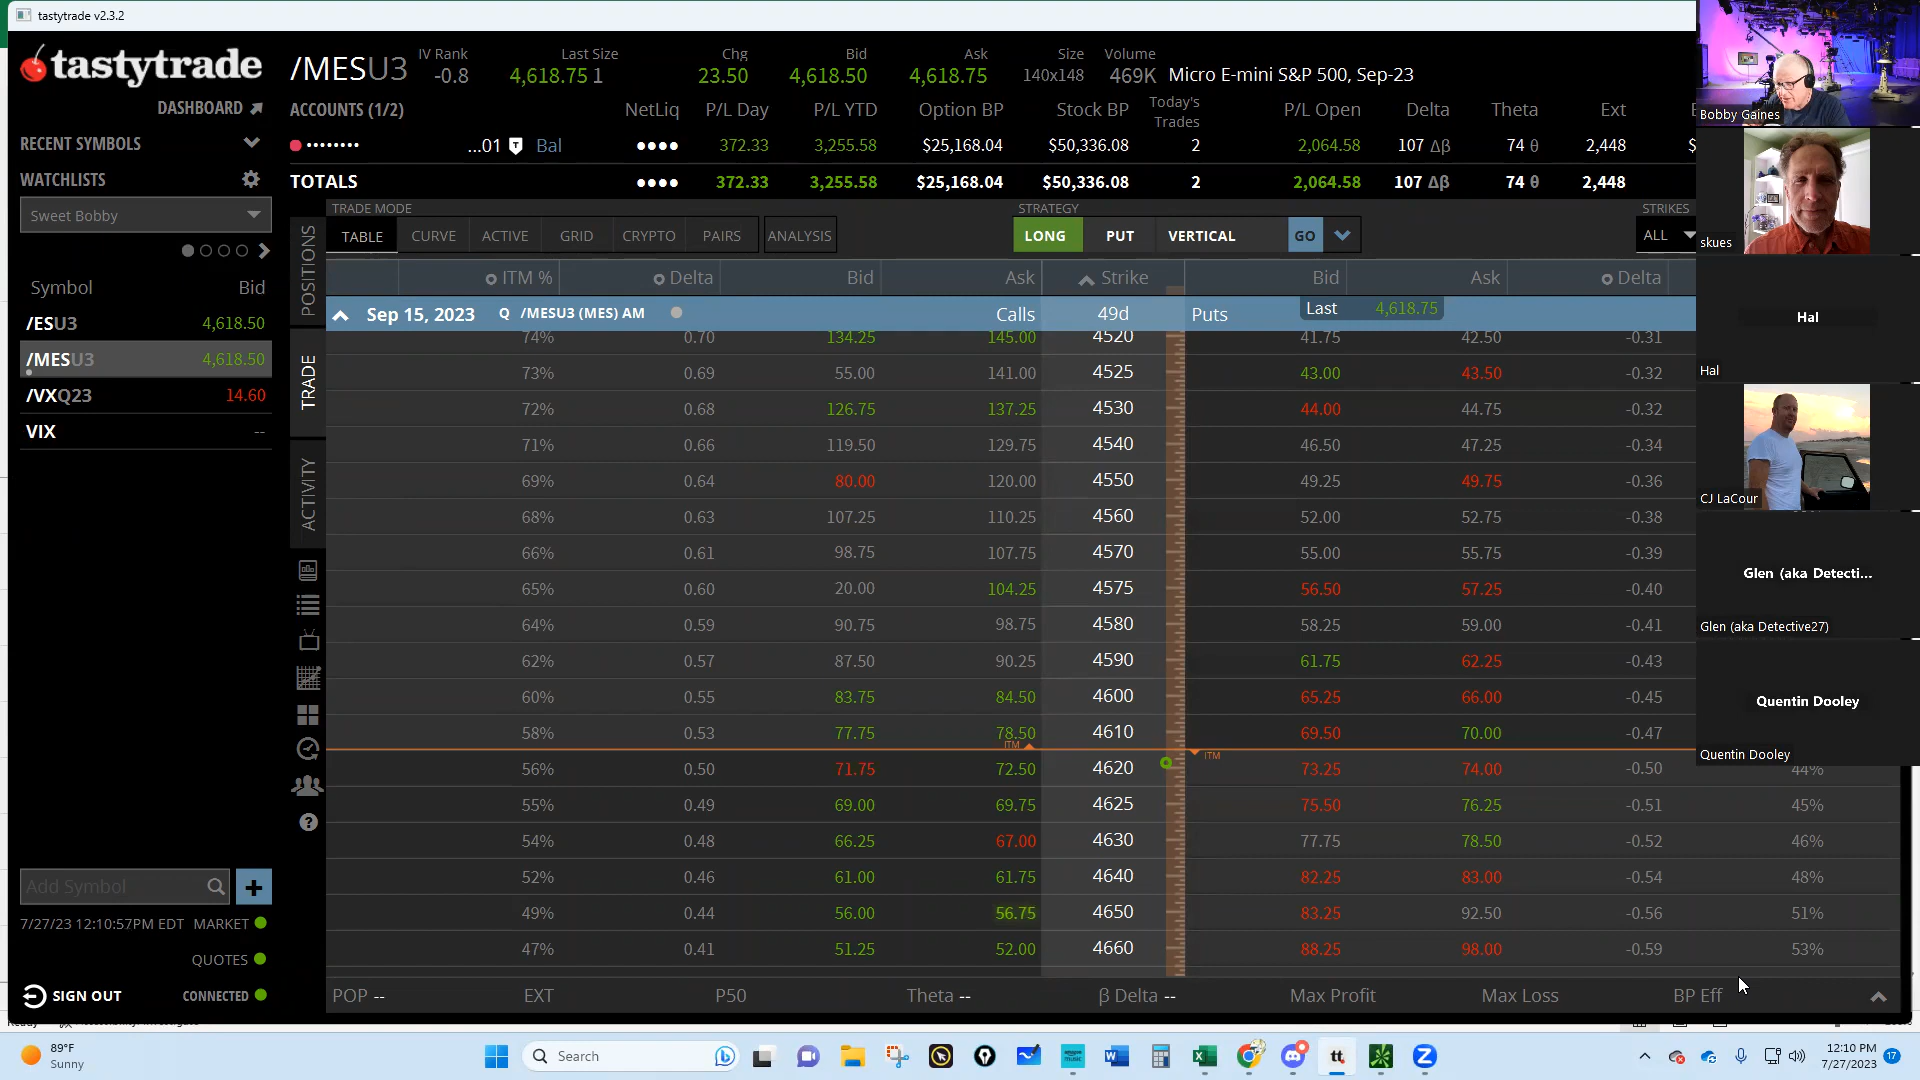 tastytrade v2.3.2
tastytrade
DASHBOARD
/MESU3
IV Rank
-0.8
Last Size
4,618.75 1
Chg
23.50
Bid
4,618.50
Ask
4,618.75
Size
140x148
Volume
469K
Micro E-mini S&P 500, Sep-23
ACCOUNTS (1/2) NetLiq P/L Day P/L YTD Option BP Stock BP Today's Trades P/L Open Delta Theta Ext
•••••••• ...01 T Bal •••• 372.33 3,255.58 $25,168.04 $50,336.08 2 2,064.58 107 Δβ 74 θ 2,448 $
TOTALS •••• 372.33 3,255.58 $25,168.04 $50,336.08 2 2,064.58 107 Δβ 74 θ 2,448
RECENT SYMBOLS
WATCHLISTS
Sweet Bobby
Symbol Bid
/ESU3 4,618.50
/MESU3 4,618.50
/VXQ23 14.60
VIX --
Add Symbol
7/27/23 12:10:57PM EDT MARKET
QUOTES
SIGN OUT CONNECTED
POSITIONS
TRADE
ACTIVITY
TRADE MODE
TABLE CURVE ACTIVE GRID CRYPTO PAIRS ANALYSIS
STRATEGY
LONG PUT VERTICAL GO
STRIKES
ALL
ITM % Delta Bid Ask Strike Bid Ask Delta
Sep 15, 2023 Q /MESU3 (MES) AM Calls 49d Puts Last 4,618.75
74% 0.70 134.25 145.00 4520 41.75 42.50 -0.31
73% 0.69 55.00 141.00 4525 43.00 43.50 -0.32
72% 0.68 126.75 137.25 4530 44.00 44.75 -0.32
71% 0.66 119.50 129.75 4540 46.50 47.25 -0.34
69% 0.64 80.00 120.00 4550 49.25 49.75 -0.36
68% 0.63 107.25 110.25 4560 52.00 52.75 -0.38
66% 0.61 98.75 107.75 4570 55.00 55.75 -0.39
65% 0.60 20.00 104.25 4575 56.50 57.25 -0.40
64% 0.59 90.75 98.75 4580 58.25 59.00 -0.41
62% 0.57 87.50 90.25 4590 61.75 62.25 -0.43
60% 0.55 83.75 84.50 4600 65.25 66.00 -0.45
58% 0.53 77.75 78.50 4610 69.50 70.00 -0.47
ITM ITM
56% 0.50 71.75 72.50 4620 73.25 74.00 -0.50 44%
55% 0.49 69.00 69.75 4625 75.50 76.25 -0.51 45%
54% 0.48 66.25 67.00 4630 77.75 78.50 -0.52 46%
52% 0.46 61.00 61.75 4640 82.25 83.00 -0.54 48%
49% 0.44 56.00 56.75 4650 83.25 92.50 -0.56 51%
47% 0.41 51.25 52.00 4660 88.25 98.00 -0.59 53%
POP -- EXT P50 Theta -- β Delta -- Max Profit Max Loss BP Eff
Bobby Gaines
skues
Hal
Hal
CJ LaCour
Glen (aka Detecti...
Glen (aka Detective27)
Quentin Dooley
Quentin Dooley
89°F
Sunny
Search
12:10 PM
7/27/2023
17